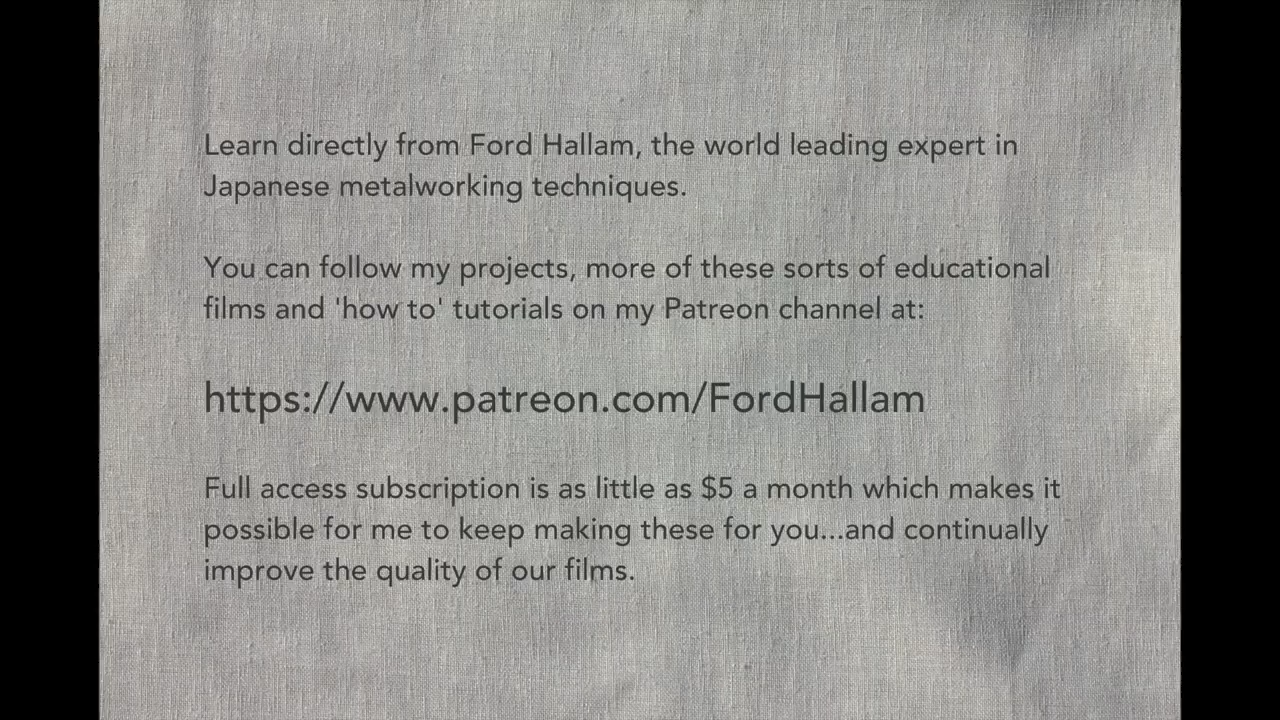 Learn directly from Ford Hallam, the world leading expert in
Japanese metalworking techniques.
You can follow my projects, more of these sorts of educational
films and 'how to' tutorials on my Patreon channel at:
https://www.patreon.com/FordHallam
Full access subscription is as little as $5 a month which makes it
possible for me to keep making these for you...and continually
improve the quality of our films.